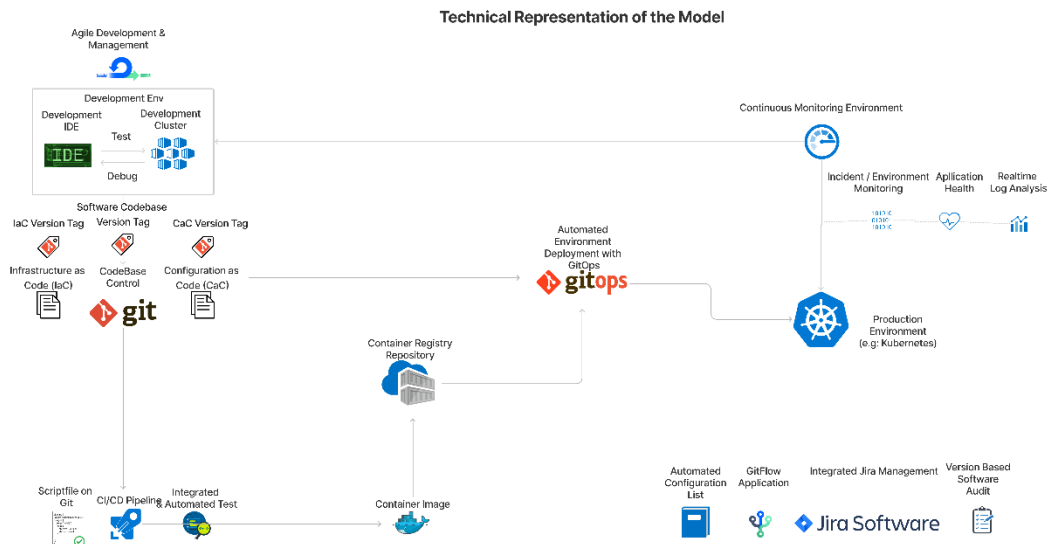 Technical Representation of the Model
Agile Development &
Management
Development Env
Development
IDE
Development
Cluster
IDE
Test
Debug
Continuous Monitoring Environment
Incident / Environment
Monitoring
Apllication
Health
Realtime
Log Analysis
101010
01010
101010
IaC Version Tag
Software Codebase
Version Tag
CaC Version Tag
Infrastructure as
Code (IaC)
CodeBase
Control
Configuration as
Code (CaC)
git
Automated
Environment
Deployment with
GitOps
gitops
Production
Environment
(e.g: Kubernetes)
Container Registry
Repository
Scriptfile on
Git
CI/CD Pipeline
Integrated
& Automated Test
Container Image
Automated
Configuration
List
GitFlow
Application
Integrated Jira Management
Jira Software
Version Based
Software
Audit